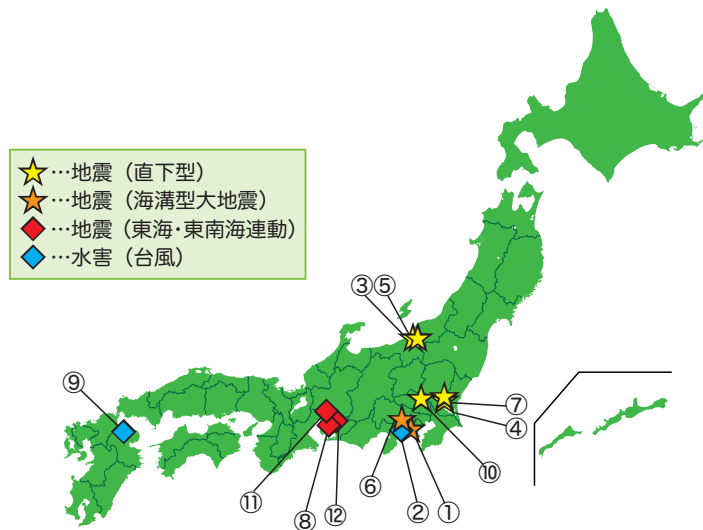 …地震（直下型）
…地震（海溝型大地震）
…地震（東海・東南海連動）
…水害（台風）
③⑤
⑨
⑦
④
⑩
⑥
⑪
⑧
⑫
②
①